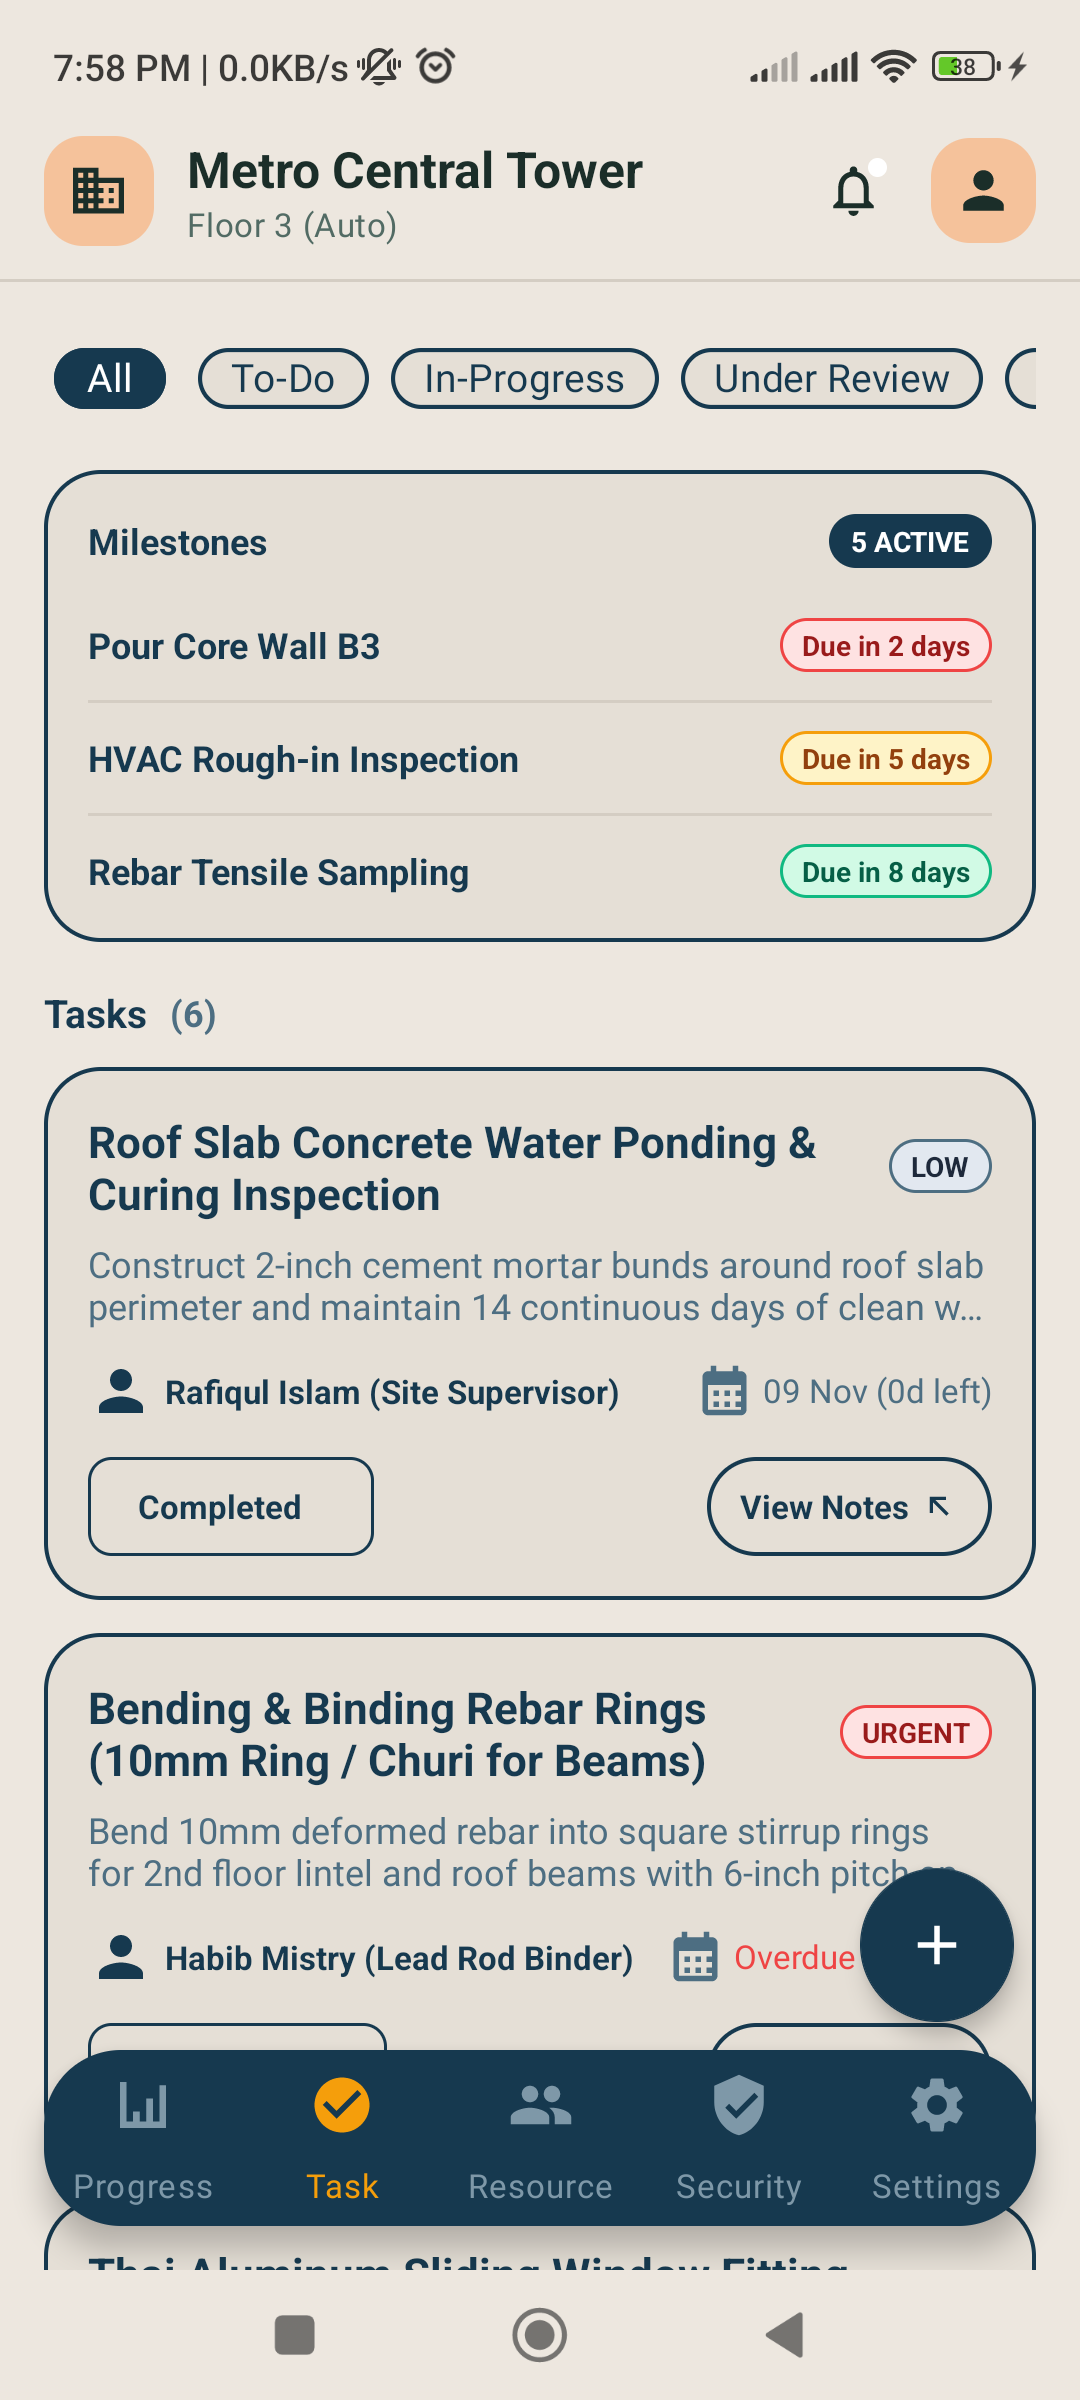 7:58 PM | 0.0KB/s
38
Metro Central Tower
Floor 3 (Auto)
All
To-Do
In-Progress
Under Review
Milestones
5 ACTIVE
Pour Core Wall B3
Due in 2 days
HVAC Rough-in Inspection
Due in 5 days
Rebar Tensile Sampling
Due in 8 days
Tasks (6)
Roof Slab Concrete Water Ponding &
Curing Inspection
LOW
Construct 2-inch cement mortar bunds around roof slab
perimeter and maintain 14 continuous days of clean w...
Rafiqul Islam (Site Supervisor)
09 Nov (0d left)
Completed
View Notes
Bending & Binding Rebar Rings
(10mm Ring / Churi for Beams)
URGENT
Bend 10mm deformed rebar into square stirrup rings
for 2nd floor lintel and roof beams with 6-inch pitch
Habib Mistry (Lead Rod Binder)
Overdue
Progress
Task
Resource
Security
Settings
Thai Aluminum Sliding Window Fitting